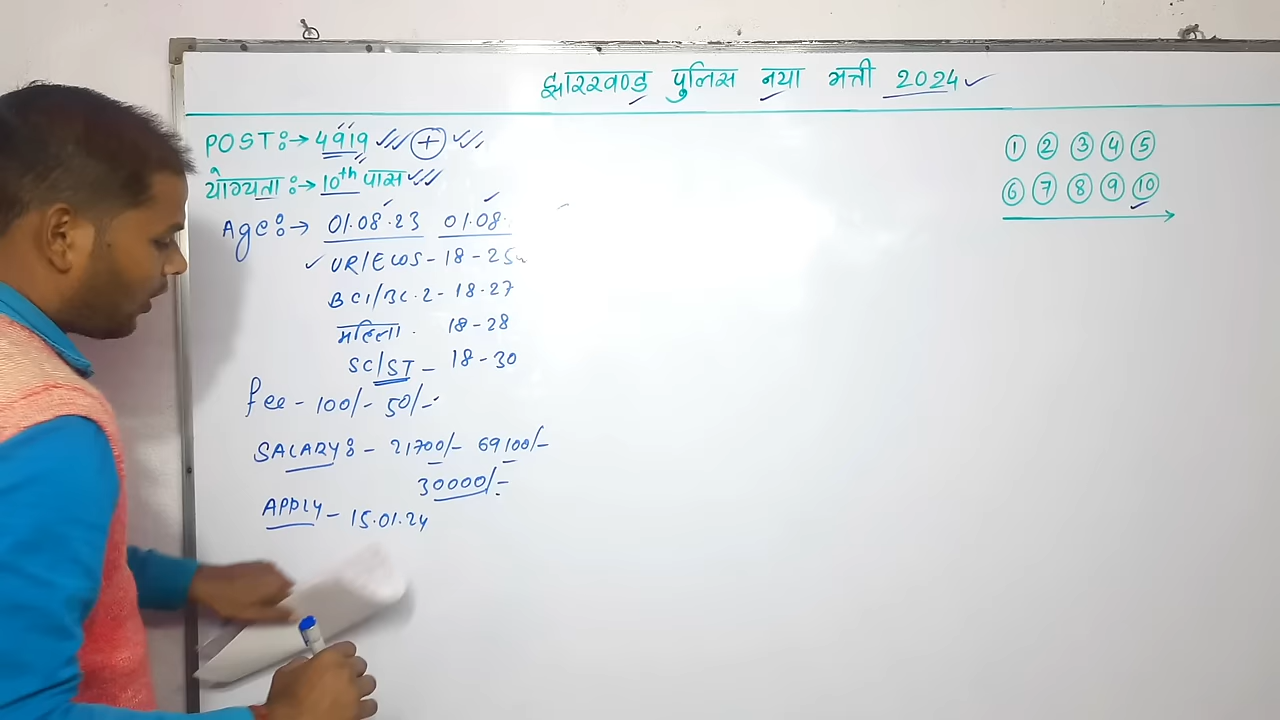 झारखण्ड पुलिस नया भर्ती 2024 ✓
POST :→ 4919 ✓✓ (+) ✓✓
योग्यता :→ 10th पास ✓✓
Age :→ 01.08.23 01.08.
✓ UR/EWS - 18 - 25
BC1/BC.2 - 18-27
महिला. 18 - 28
SC/ST - 18 - 30
fee - 100/- 50/-
SALARY : - 21700/- 69100/-
30000/-
APPLY - 15.01.24
① ② ③ ④ ⑤
⑥ ⑦ ⑧ ⑨ ⑩